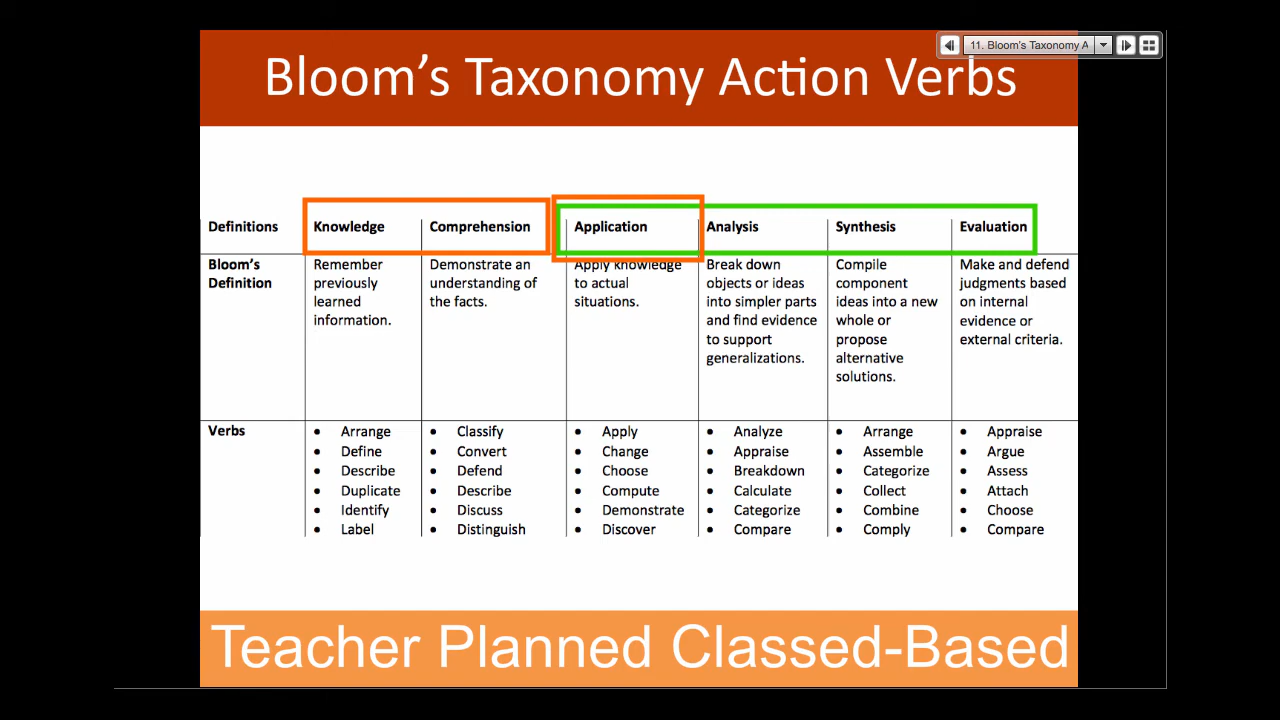 11. Bloom's Taxonomy A
Bloom's Taxonomy Action Verbs
Definitions Knowledge Comprehension Application Analysis Synthesis Evaluation
Bloom's Definition
Remember previously learned information.
Demonstrate an understanding of the facts.
Apply knowledge to actual situations.
Break down objects or ideas into simpler parts and find evidence to support generalizations.
Compile component ideas into a new whole or propose alternative solutions.
Make and defend judgments based on internal evidence or external criteria.
Verbs
• Arrange • Classify • Apply • Analyze • Arrange • Appraise
• Define • Convert • Change • Appraise • Assemble • Argue
• Describe • Defend • Choose • Breakdown • Categorize • Assess
• Duplicate • Describe • Compute • Calculate • Collect • Attach
• Identify • Discuss • Demonstrate • Categorize • Combine • Choose
• Label • Distinguish • Discover • Compare • Comply • Compare
Teacher Planned Classed-Based